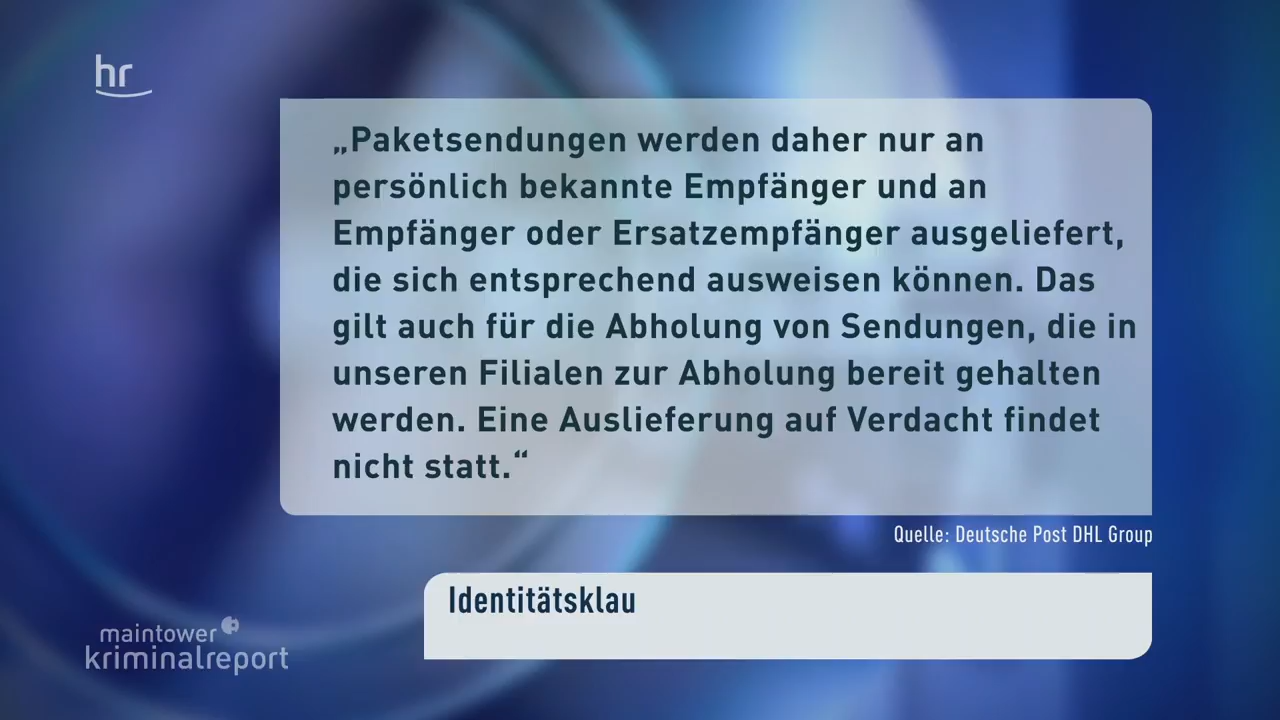 hr
„Paketsendungen werden daher nur an
persönlich bekannte Empfänger und an
Empfänger oder Ersatzempfänger ausgeliefert,
die sich entsprechend ausweisen können. Das
gilt auch für die Abholung von Sendungen, die in
unseren Filialen zur Abholung bereit gehalten
werden. Eine Auslieferung auf Verdacht findet
nicht statt.“
Quelle: Deutsche Post DHL Group
Identitätsklau
maintower
kriminalreport